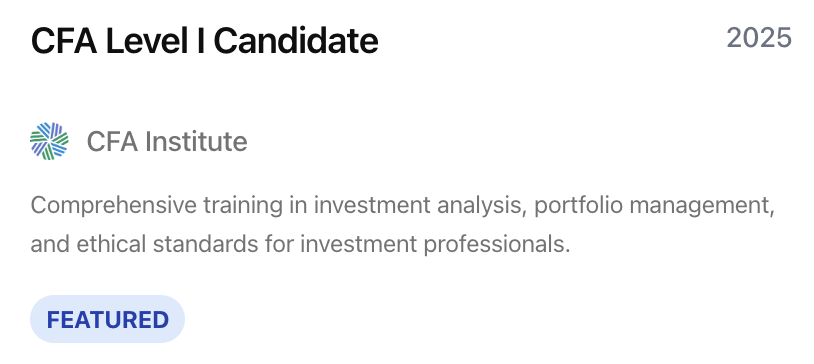 CFA Level I Candidate
2025
CFA Institute
Comprehensive training in investment analysis, portfolio management,
and ethical standards for investment professionals.
FEATURED